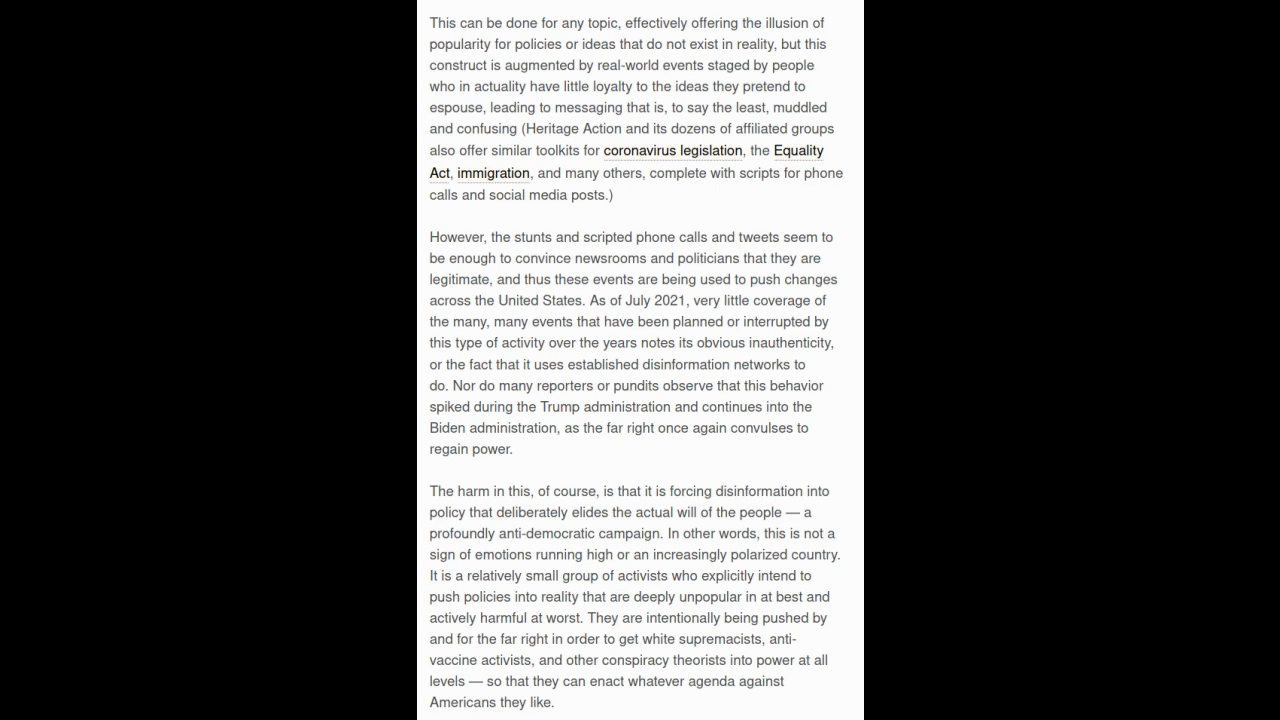 This can be done for any topic, effectively offering the illusion of
popularity for policies or ideas that do not exist in reality, but this
construct is augmented by real-world events staged by people
who in actuality have little loyalty to the ideas they pretend to
espouse, leading to messaging that is, to say the least, muddled
and confusing (Heritage Action and its dozens of affiliated groups
also offer similar toolkits for coronavirus legislation, the Equality
Act, immigration, and many others, complete with scripts for phone
calls and social media posts.)
However, the stunts and scripted phone calls and tweets seem to
be enough to convince newsrooms and politicians that they are
legitimate, and thus these events are being used to push changes
across the United States. As of July 2021, very little coverage of
the many, many events that have been planned or interrupted by
this type of activity over the years notes its obvious inauthenticity,
or the fact that it uses established disinformation networks to
do. Nor do many reporters or pundits observe that this behavior
spiked during the Trump administration and continues into the
Biden administration, as the far right once again convulses to
regain power.
The harm in this, of course, is that it is forcing disinformation into
policy that deliberately elides the actual will of the people — a
profoundly anti-democratic campaign. In other words, this is not a
sign of emotions running high or an increasingly polarized country.
It is a relatively small group of activists who explicitly intend to
push policies into reality that are deeply unpopular in at best and
actively harmful at worst. They are intentionally being pushed by
and for the far right in order to get white supremacists, anti-
vaccine activists, and other conspiracy theorists into power at all
levels — so that they can enact whatever agenda against
Americans they like.